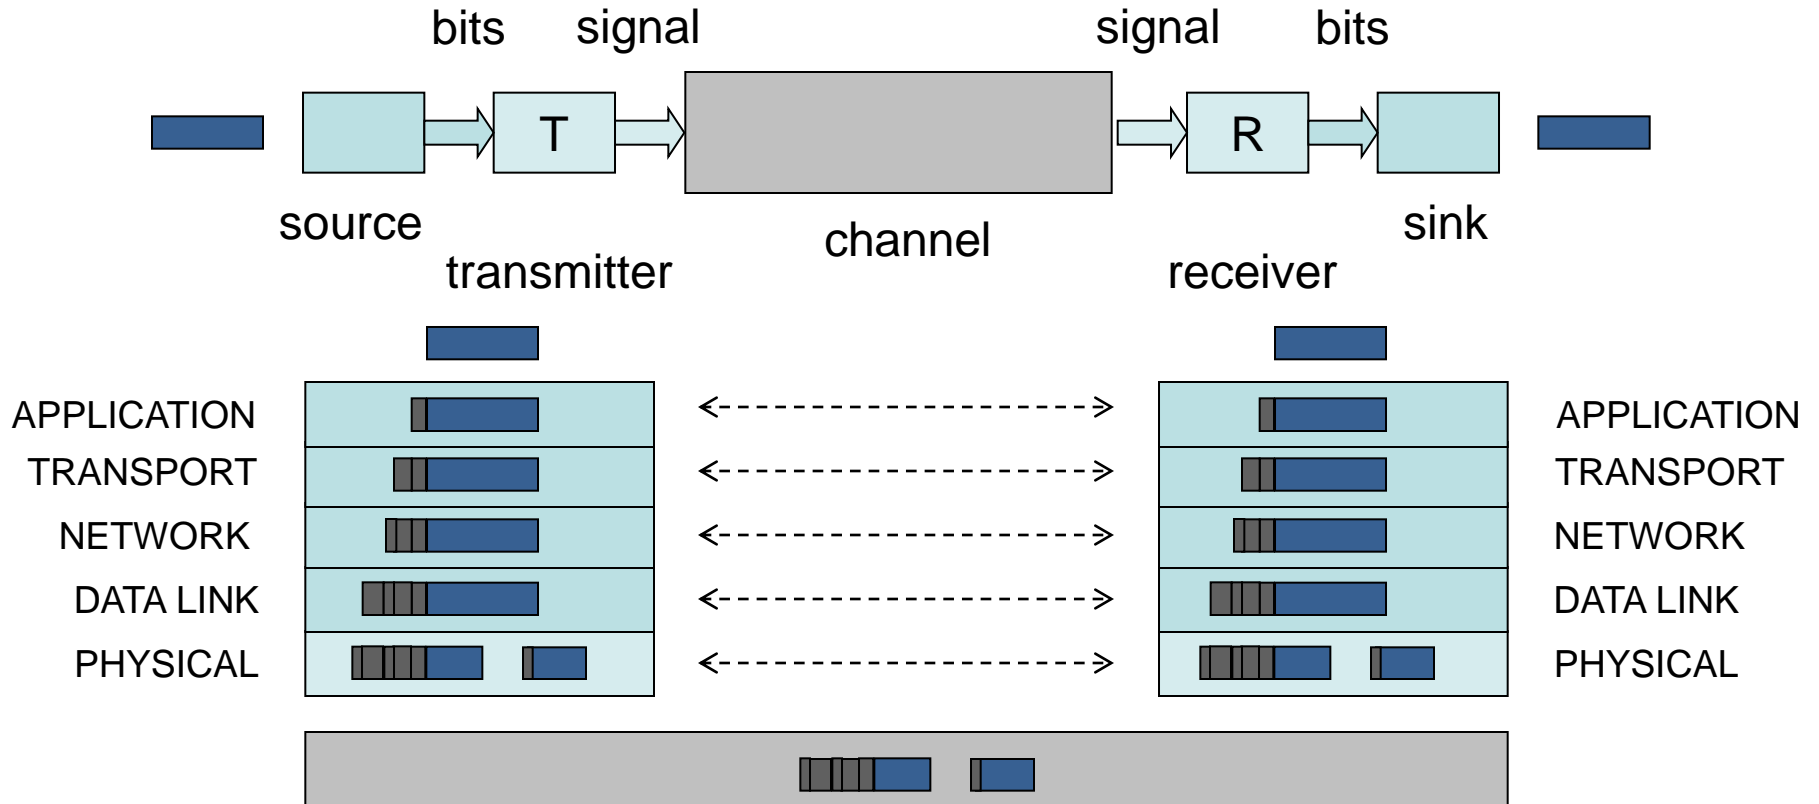 bits signal signal bits
T R
source channel sink
transmitter receiver
APPLICATION APPLICATION
TRANSPORT TRANSPORT
NETWORK NETWORK
DATA LINK DATA LINK
PHYSICAL PHYSICAL